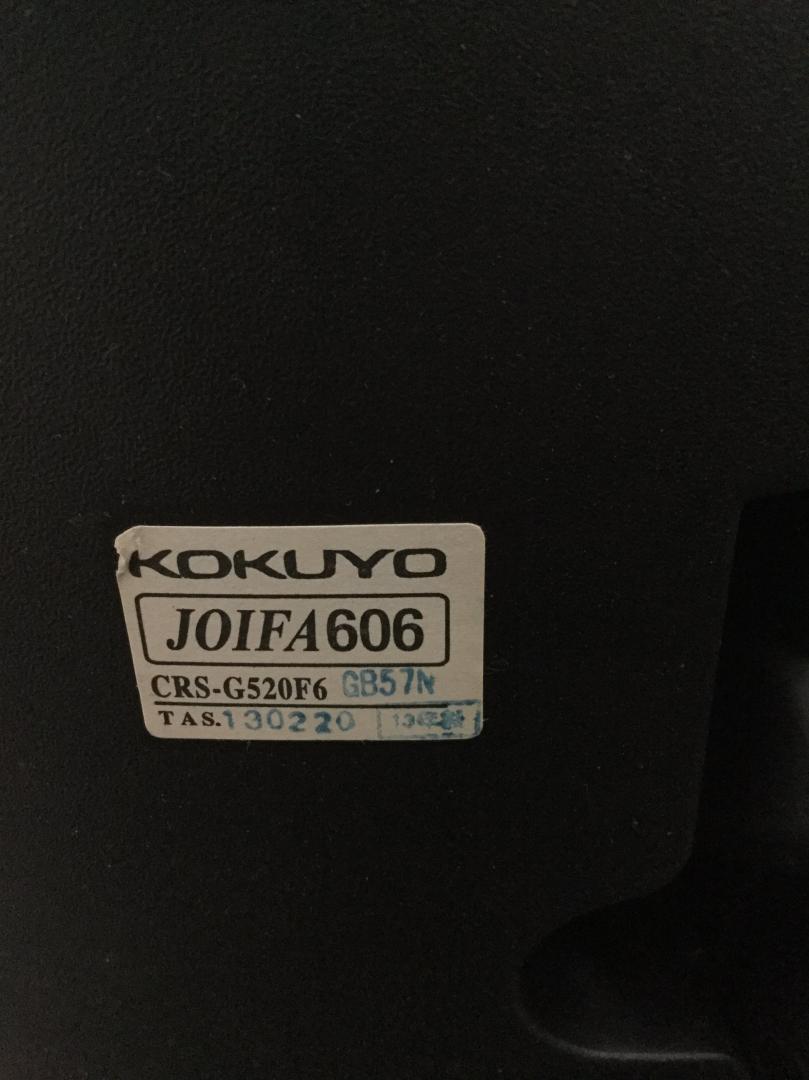 KOKUYO
JOIFA606
CRS-G520F6 GB57N
TAS.130220